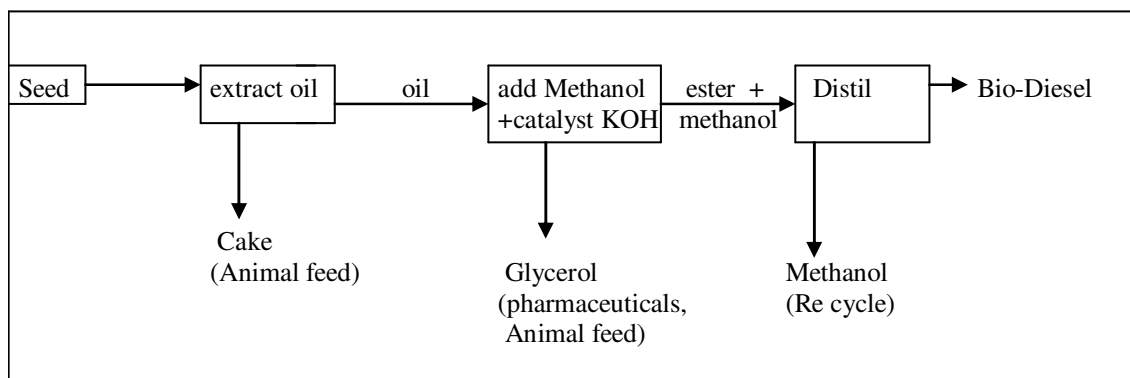 Seed
extract oil
oil
add Methanol
+catalyst KOH
ester +
methanol
Distil
Bio-Diesel
Cake
(Animal feed)
Glycerol
(pharmaceuticals,
Animal feed)
Methanol
(Re cycle)